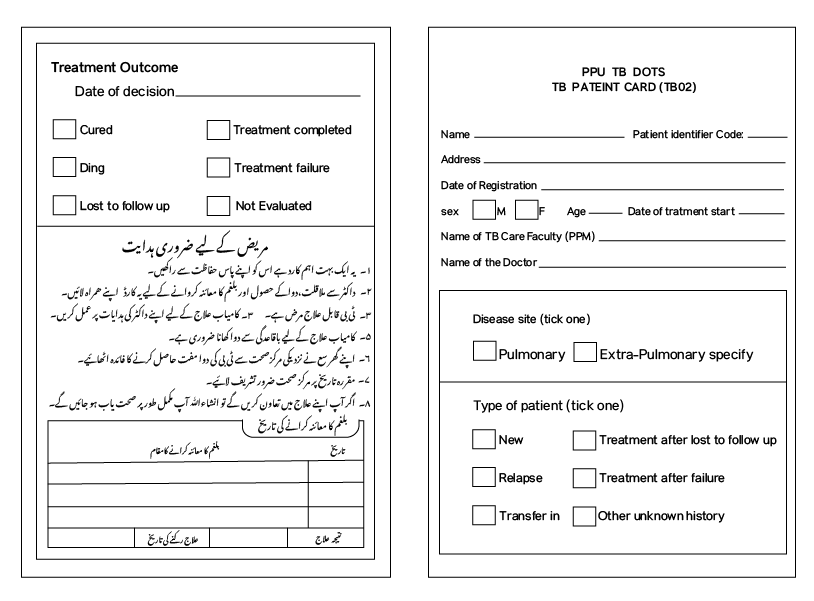 Treatment Outcome
Date of decision
Cured
Treatment completed
Ding
Treatment failure
Lost to follow up
Not Evaluated
مریض کے لیے ضروری ہدایت
۱۔ یہ ایک بہت اہم کارڈ ہے اس کو اپنے پاس حفاظت سے راکھیں۔
۲۔ داکٹر سے ملاقلت، دوا کے حصول اور بلغم کا معائنہ کروانے کے لیے یہ کارڈ اپنے ھمراہ لائیں۔
۳۔ ٹی بی قابل علاج مرض ہے۔ ۳۔ کامیاب علاج کے لیے اپنے داکٹر کی ہدایات پر عمل کریں۔
۵۔ کامیاب علاج کے لیے باقاعدگی سے دوا کھانا ضروری ہے۔
۶۔ اپنے گھر سع نے نزدیکی مرکز صحت سے ٹی بی کی دوا مفت حاصل کرنے کا فائدہ اٹھائیے۔
۷۔ مقررہ تاریخ پر مرکز صحت ضرور تشریف لائیے۔
۸۔ اگر آپ اپنے علاج میں تعاون کریں گے تو انشاءاللہ آپ مکمل طور پر صحت یاب ہو جائیں گے۔
بلغم کا معائنہ کرانے کی تاریخ
تاریخ
بلغم کا معائنہ کرانے کا مقام
نتیجہ علاج
علاج رکنے کی تاریخ
PPU TB DOTS
TB PATEINT CARD (TB02)
Name Patient identifier Code:
Address
Date of Registration
sex M F Age Date of tratment start
Name of TB Care Faculty (PPM)
Name of the Doctor
Disease site (tick one)
Pulmonary Extra-Pulmonary specify
Type of patient (tick one)
New Treatment after lost to follow up
Relapse Treatment after failure
Transfer in Other unknown history